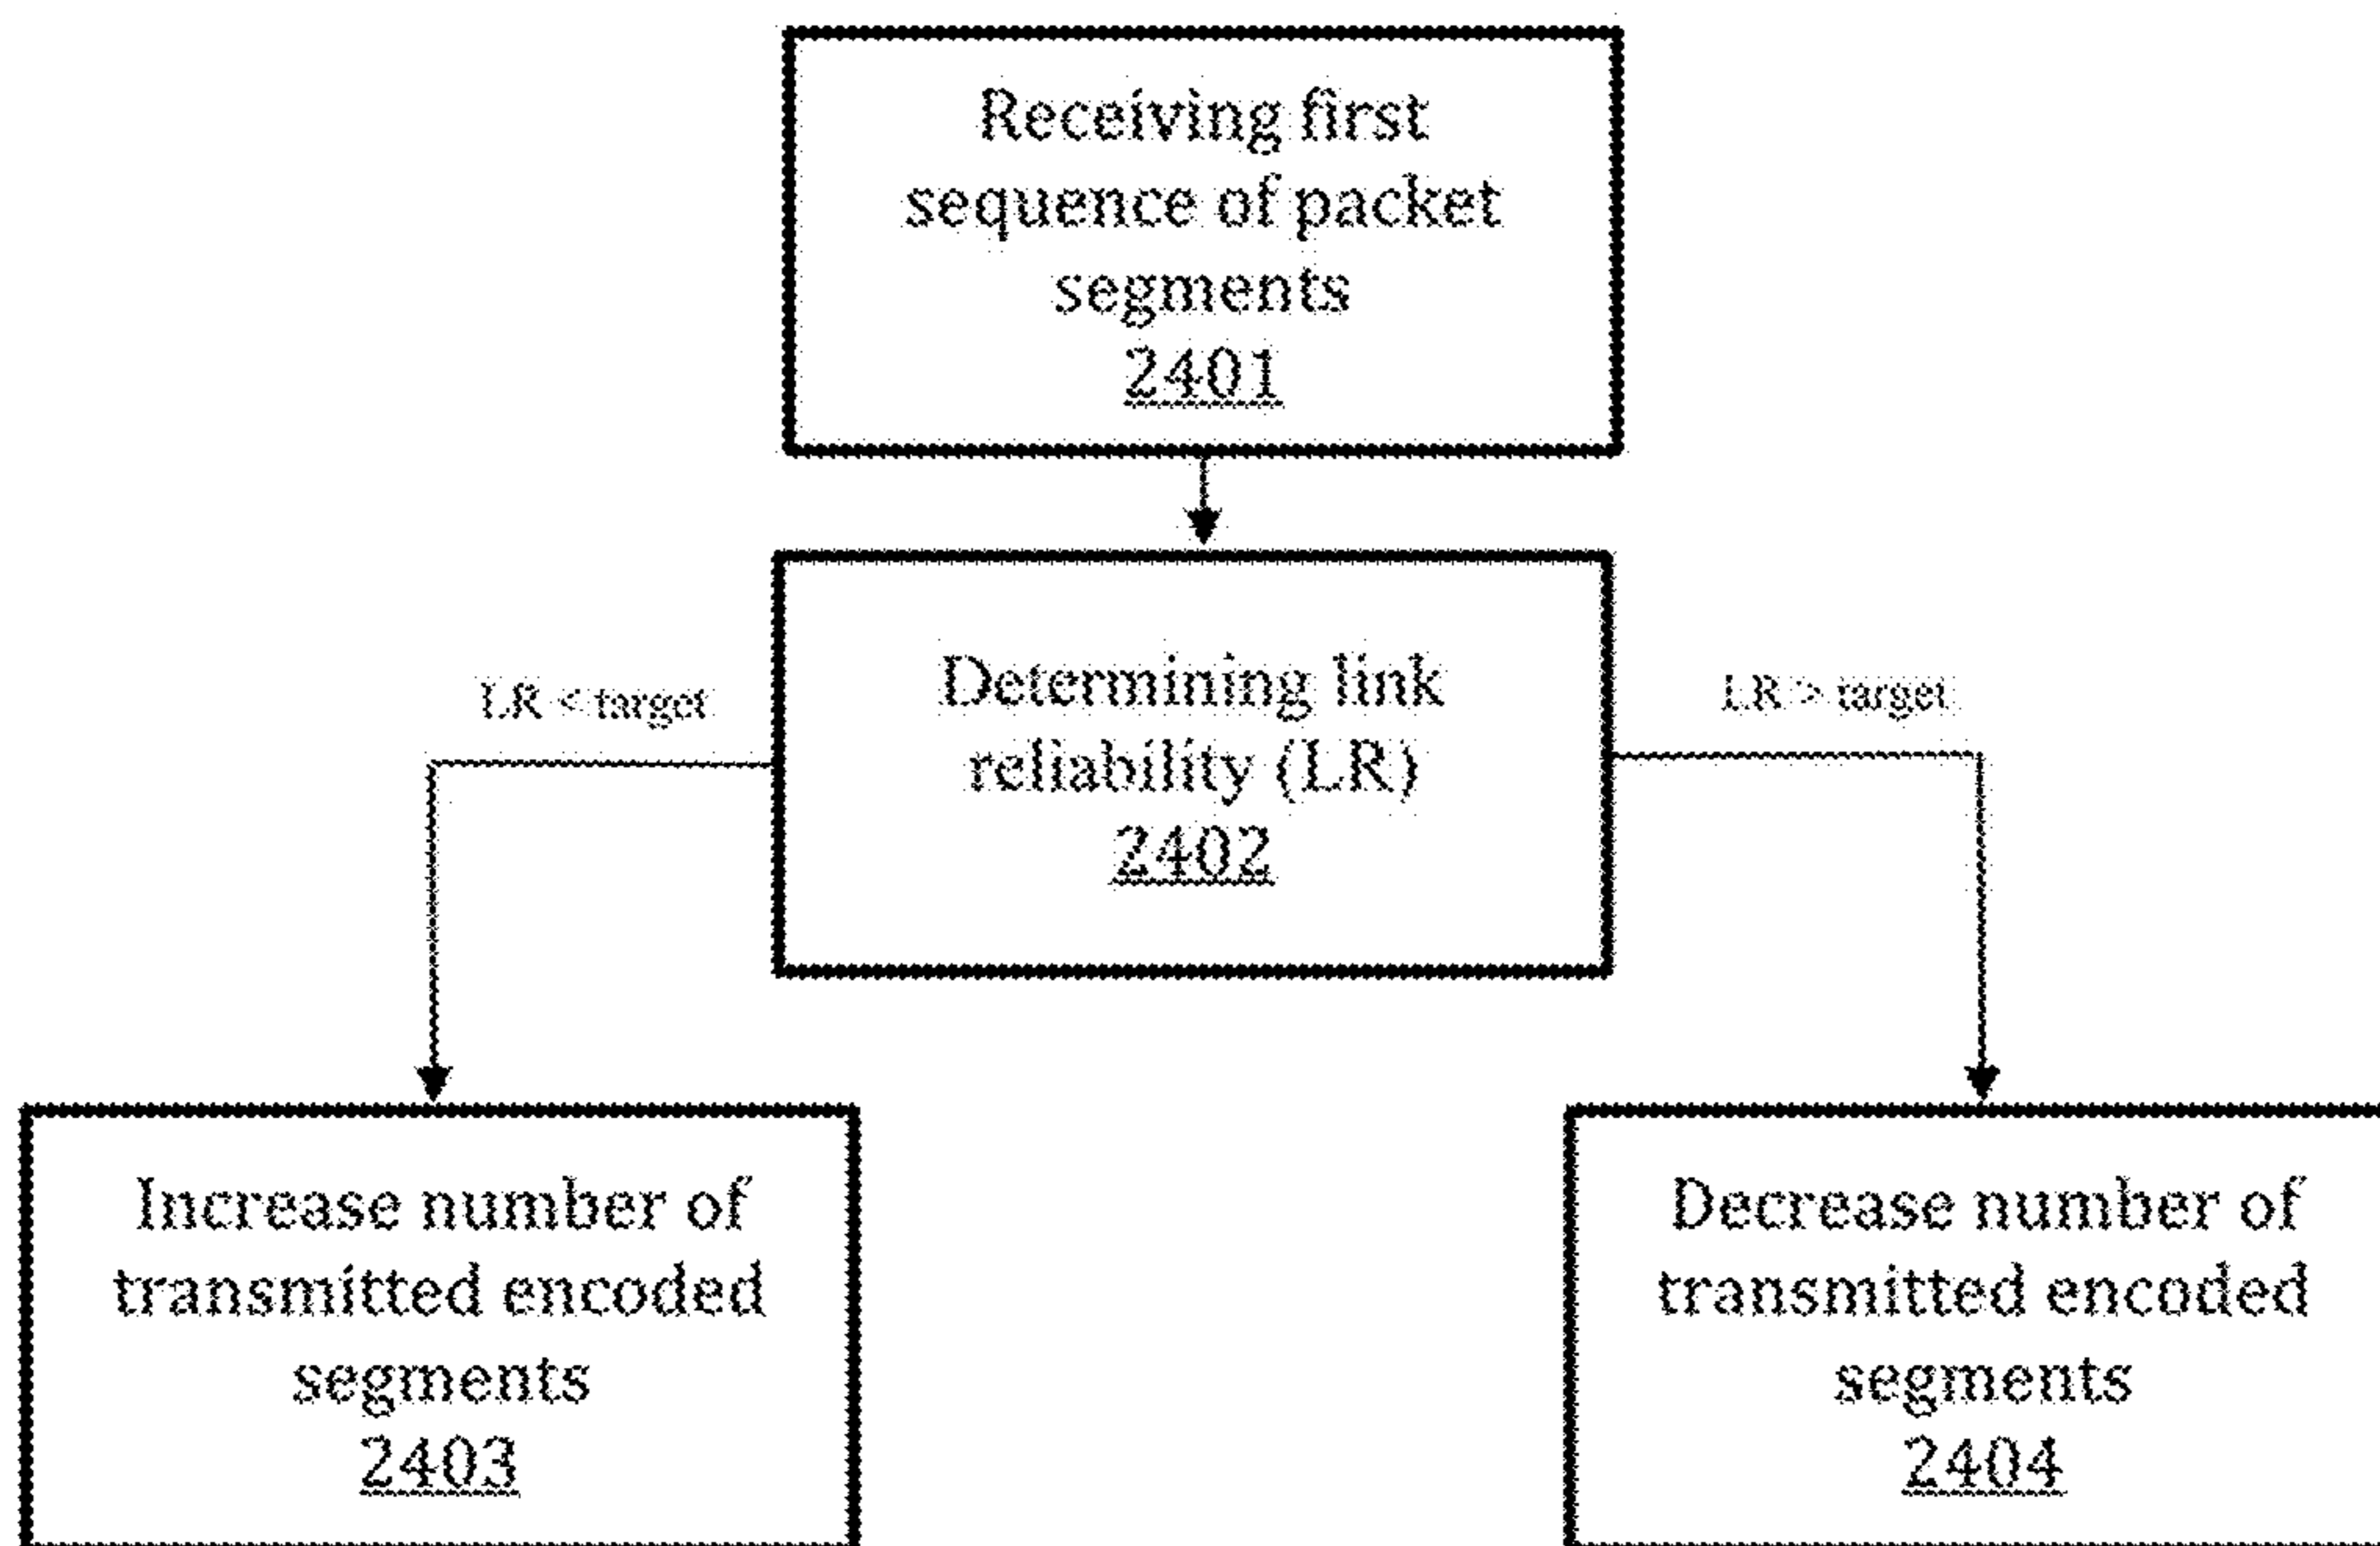 Receiving first
sequence of packet
segments
2401
LR < target
Determining link
reliability (LR)
2402
LR > target
Increase number of
transmitted encoded
segments
2403
Decrease number of
transmitted encoded
segments
2404